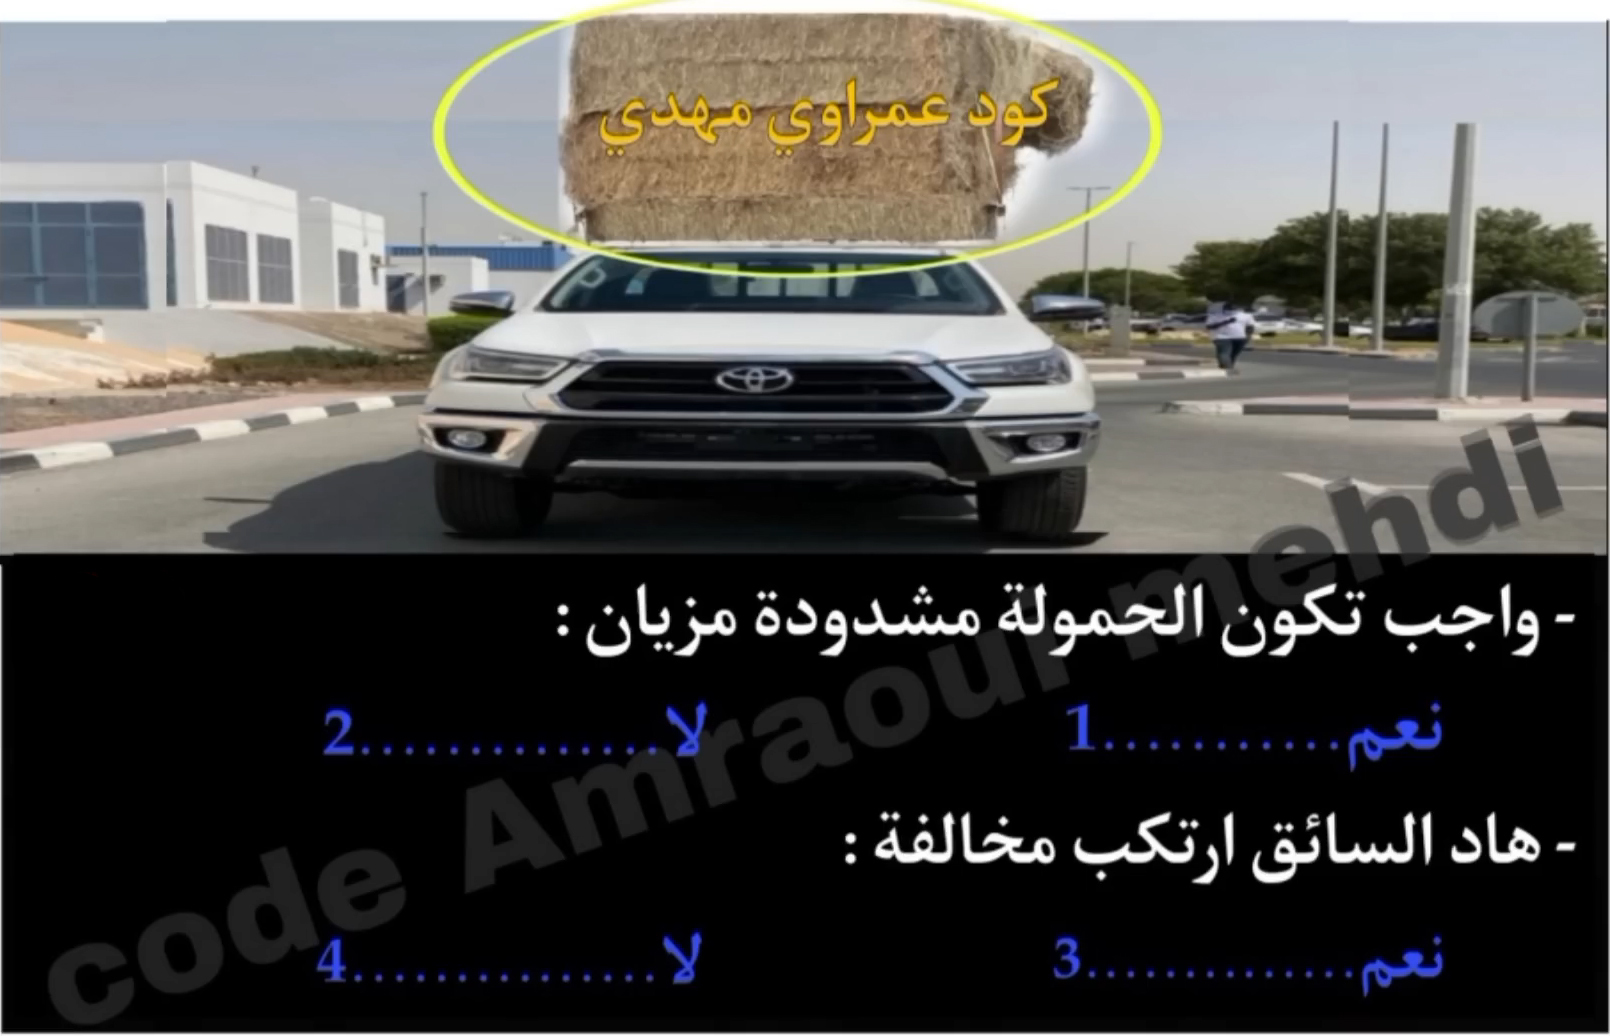 كود عمراوي مهدي
- واجب تكون الحمولة مشدودة مزيان :
نعم...........1 لا..............2
- هاد السائق ارتكب مخالفة :
نعم..............3 لا...............4
code Amraoui mehdi